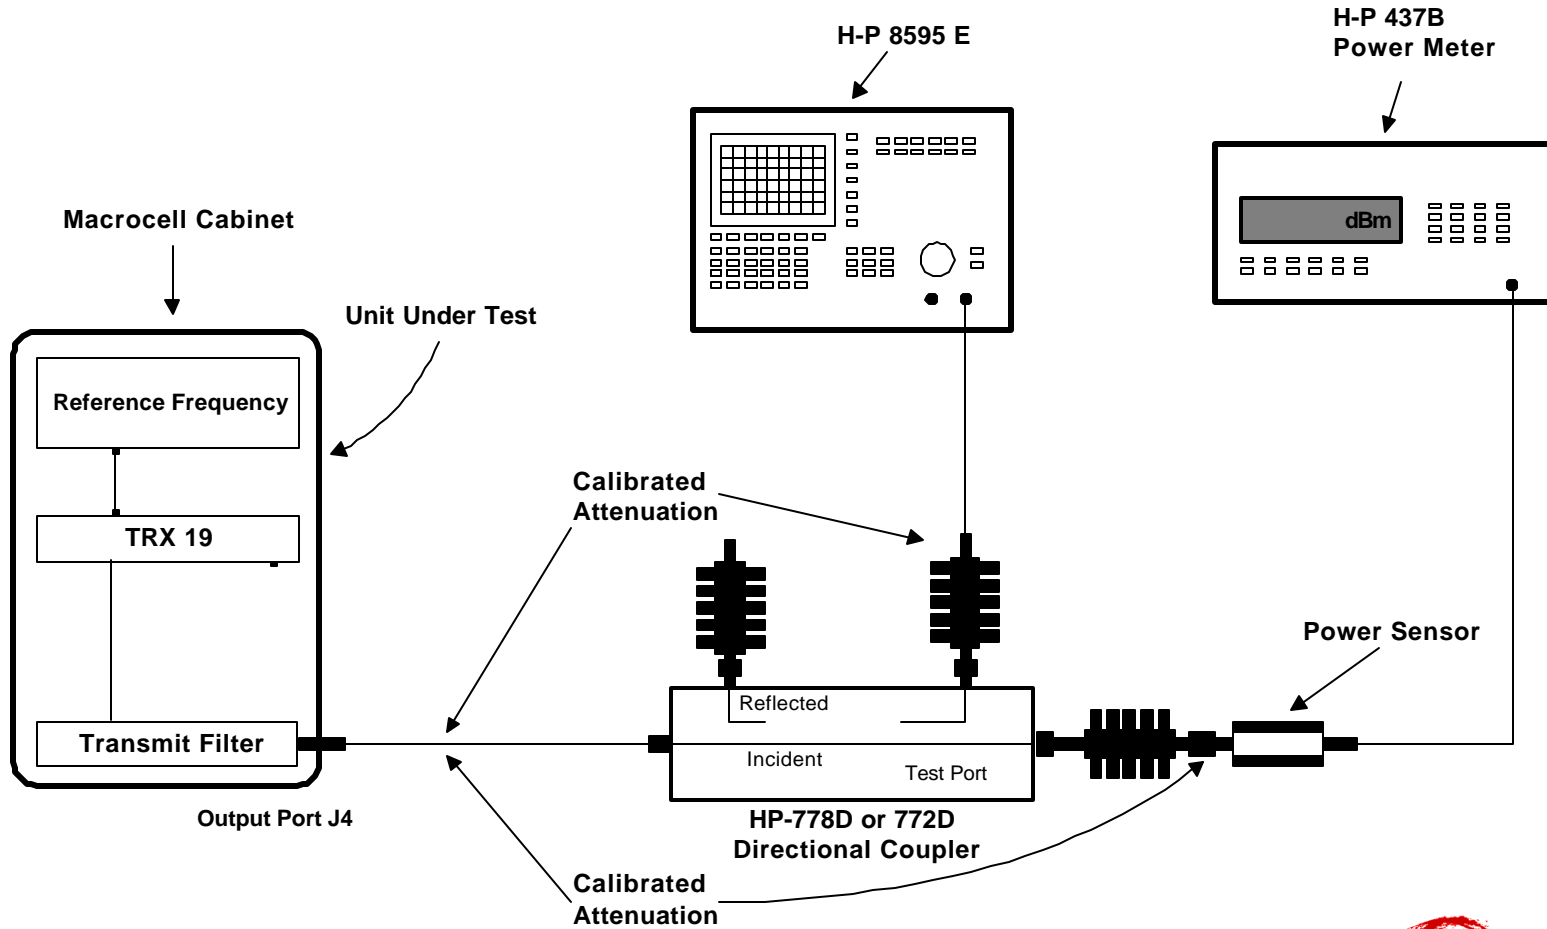 H-P 8595 E
H-P 437B
Power Meter
dBm
Macrocell Cabinet
Unit Under Test
Reference Frequency
Calibrated
Attenuation
TRX 19
Power Sensor
Reflected
Transmit Filter
Incident
Test Port
Output Port J4
HP-778D or 772D
Directional Coupler
Calibrated
Attenuation